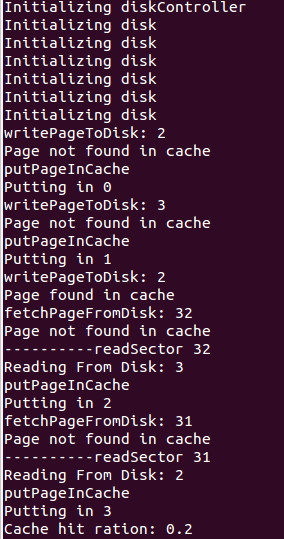 Initializing diskController
Initializing disk
Initializing disk
Initializing disk
Initializing disk
Initializing disk
Initializing disk
writePageToDisk: 2
Page not found in cache
putPageInCache
Putting in 0
writePageToDisk: 3
Page not found in cache
putPageInCache
Putting in 1
writePageToDisk: 2
Page found in cache
fetchPageFromDisk: 32
Page not found in cache
----------readSector 32
Reading From Disk: 3
putPageInCache
Putting in 2
fetchPageFromDisk: 31
Page not found in cache
----------readSector 31
Reading From Disk: 2
putPageInCache
Putting in 3
Cache hit ration: 0.2